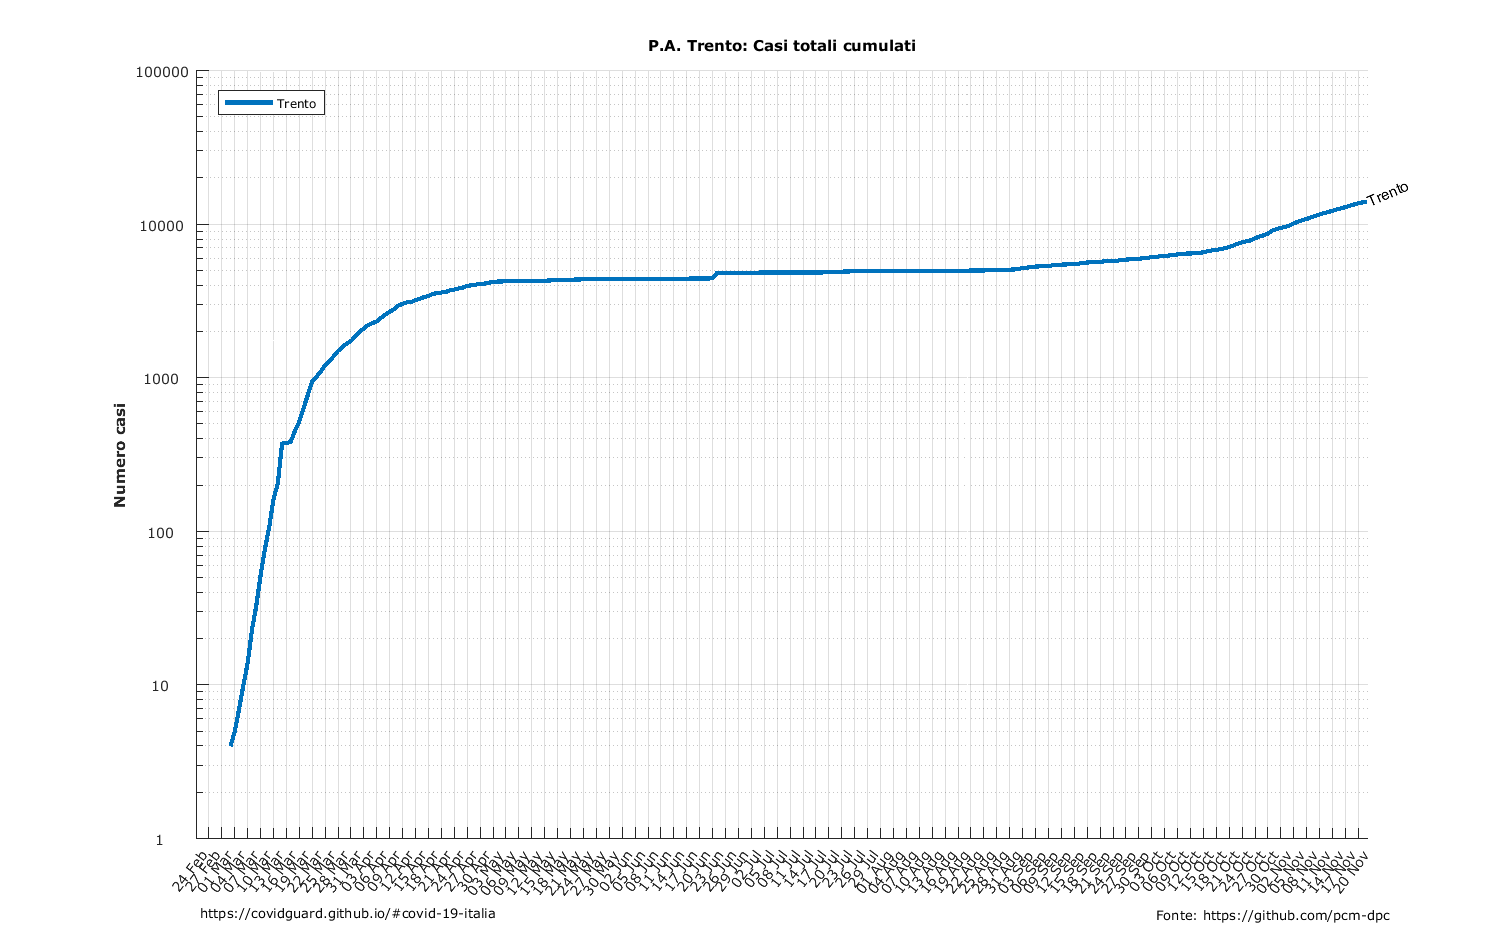 P.A. Trento: Casi totali cumulati
100000
10000
1000
100
10
1
Numero casi
Trento
Trento
24 Feb
27 Feb
01 Mar
04 Mar
07 Mar
10 Mar
13 Mar
16 Mar
19 Mar
22 Mar
25 Mar
28 Mar
31 Mar
03 Apr
06 Apr
09 Apr
12 Apr
15 Apr
18 Apr
21 Apr
24 Apr
27 Apr
30 Apr
03 May
06 May
09 May
12 May
15 May
18 May
21 May
24 May
27 May
30 May
02 Jun
05 Jun
08 Jun
11 Jun
14 Jun
17 Jun
20 Jun
23 Jun
26 Jun
29 Jun
02 Jul
05 Jul
08 Jul
11 Jul
14 Jul
17 Jul
20 Jul
23 Jul
26 Jul
29 Jul
01 Aug
04 Aug
07 Aug
10 Aug
13 Aug
16 Aug
19 Aug
22 Aug
25 Aug
28 Aug
31 Aug
03 Sep
06 Sep
09 Sep
12 Sep
15 Sep
18 Sep
21 Sep
24 Sep
27 Sep
30 Sep
03 Oct
06 Oct
09 Oct
12 Oct
15 Oct
18 Oct
21 Oct
24 Oct
27 Oct
30 Oct
02 Nov
05 Nov
08 Nov
11 Nov
14 Nov
17 Nov
20 Nov
https://covidguard.github.io/#covid-19-italia
Fonte: https://github.com/pcm-dpc